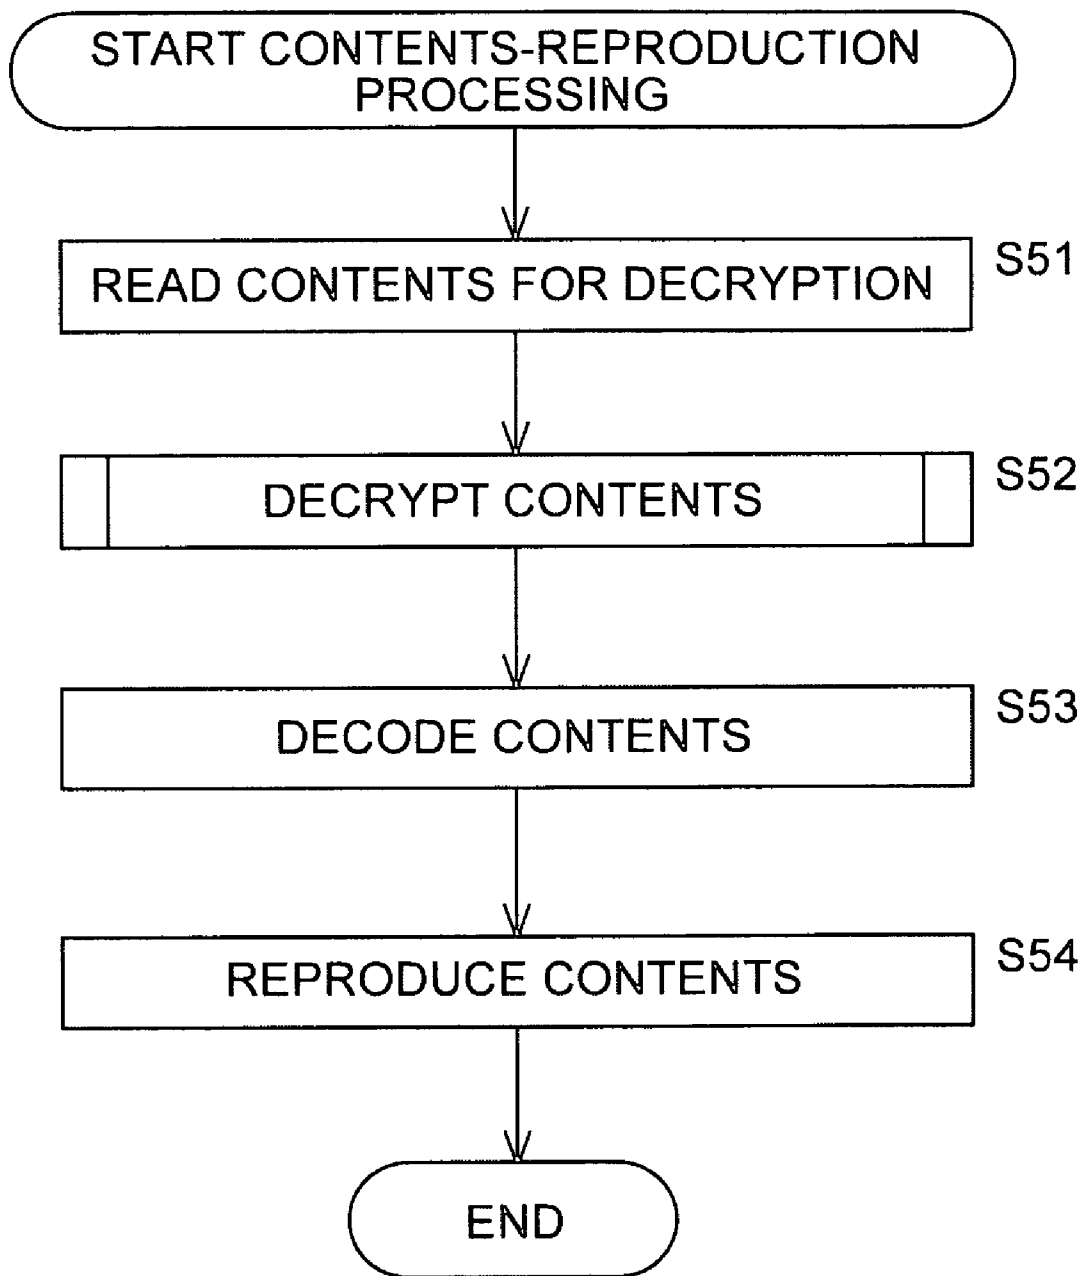 START CONTENTS-REPRODUCTION
PROCESSING
READ CONTENTS FOR DECRYPTION
S51
DECRYPT CONTENTS
S52
DECODE CONTENTS
S53
REPRODUCE CONTENTS
S54
END